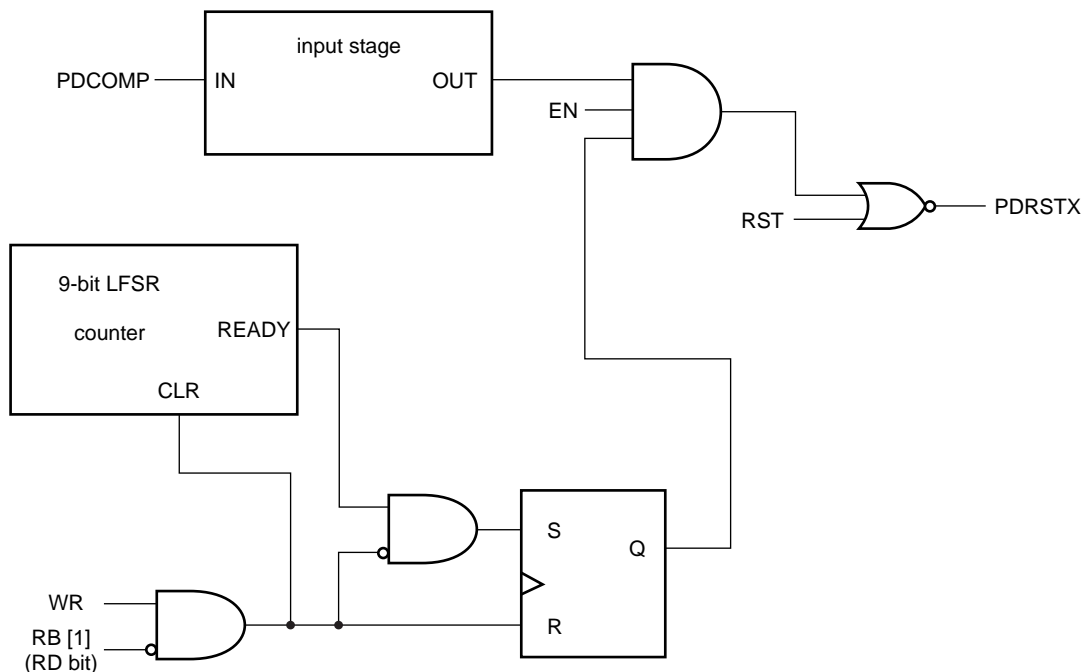 input stage
PDCOMP
IN
OUT
EN
RST
PDRSTX
9-bit LFSR
counter
READY
CLR
S
Q
R
WR
RB [1]
(RD bit)